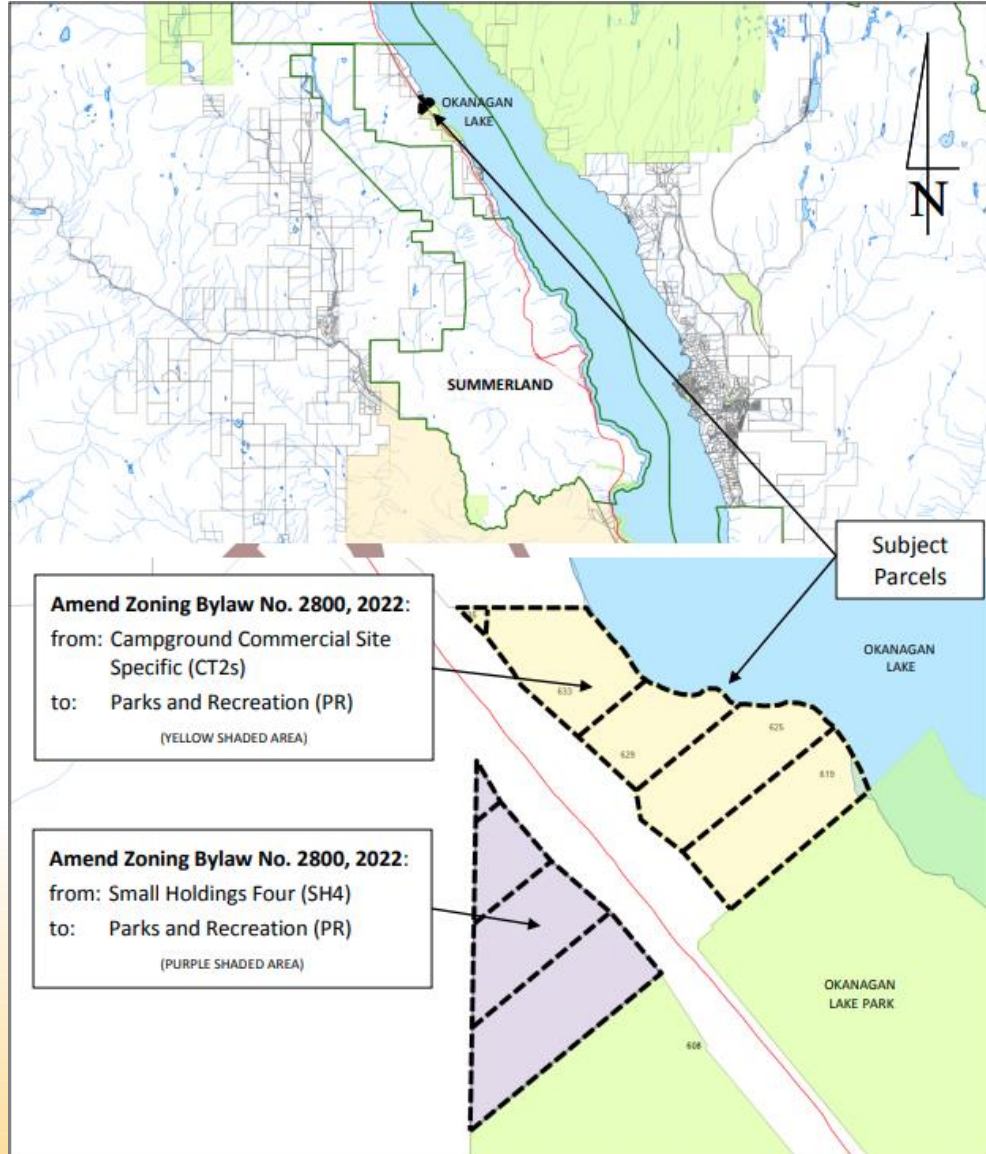 OKANAGAN
LAKE
N
SUMMERLAND
Subject
Parcels
Amend Zoning Bylaw No. 2800, 2022:
from: Campground Commercial Site
Specific (CT2s)
to: Parks and Recreation (PR)
(YELLOW SHADED AREA)
OKANAGAN
LAKE
633
625
629
619
Amend Zoning Bylaw No. 2800, 2022:
from: Small Holdings Four (SH4)
to: Parks and Recreation (PR)
(PURPLE SHADED AREA)
OKANAGAN
LAKE PARK
608